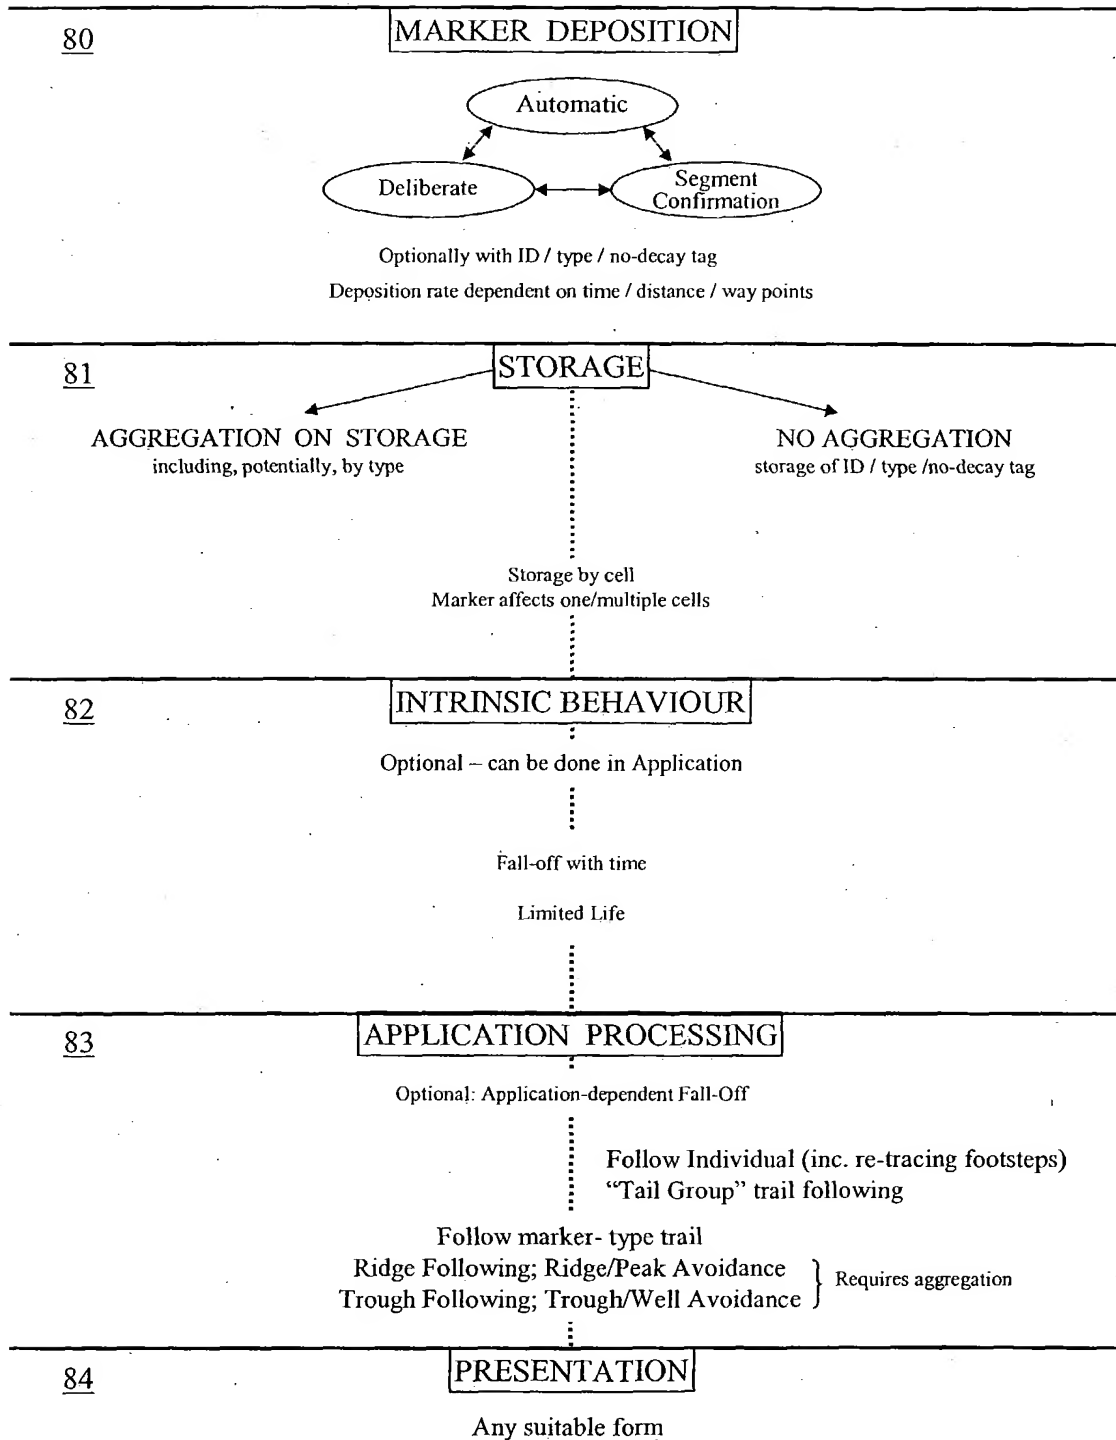 80
MARKER DEPOSITION
Automatic
Deliberate
Segment
Confirmation
Optionally with ID / type / no-decay tag
Deposition rate dependent on time / distance / way points
81
STORAGE
AGGREGATION ON STORAGE
including, potentially, by type
NO AGGREGATION
storage of ID / type /no-decay tag
Storage by cell
Marker affects one/multiple cells
82
INTRINSIC BEHAVIOUR
Optional – can be done in Application
Fall-off with time
Limited Life
83
APPLICATION PROCESSING
Optional: Application-dependent Fall-Off
Follow Individual (inc. re-tracing footsteps)
“Tail Group” trail following
Follow marker- type trail
Ridge Following; Ridge/Peak Avoidance
Trough Following; Trough/Well Avoidance
Requires aggregation
84
PRESENTATION
Any suitable form